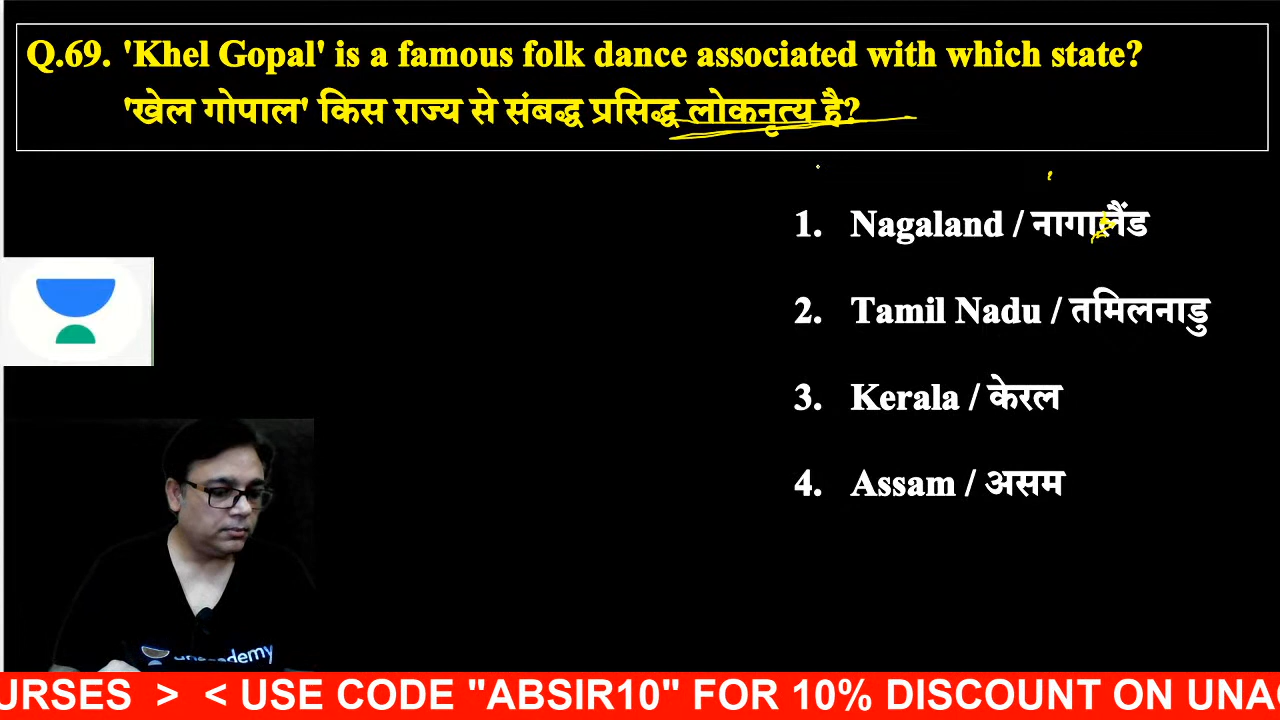 Q.69. 'Khel Gopal' is a famous folk dance associated with which state?
'खेल गोपाल' किस राज्य से संबद्ध प्रसिद्ध लोकनृत्य है?
1. Nagaland / नागालैंड
2. Tamil Nadu / तमिलनाडु
3. Kerala / केरल
4. Assam / असम
unacademy
URSES > < USE CODE "ABSIR10" FOR 10% DISCOUNT ON UNA